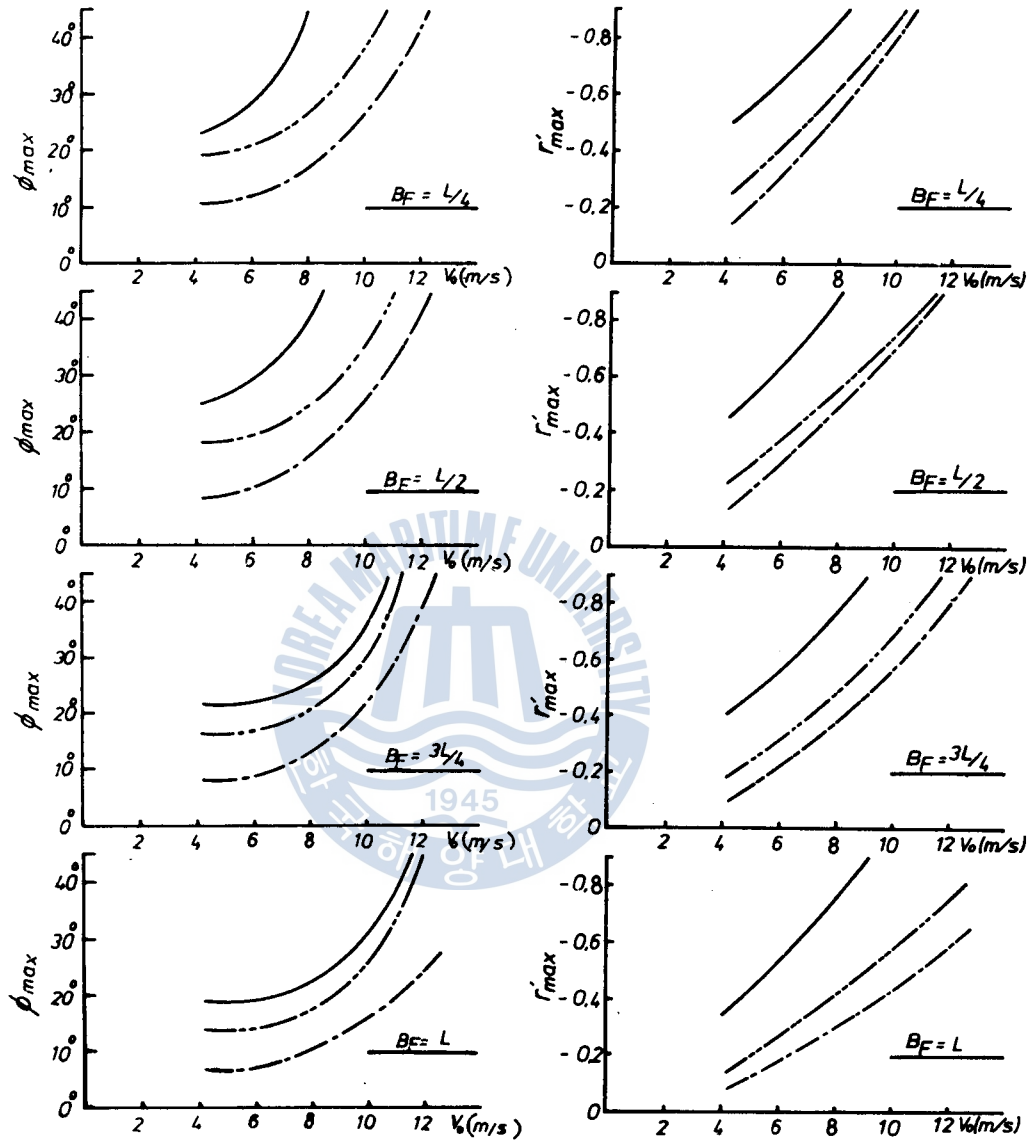 40°
30°
20°
10°
0°
ϕmax
BF = L/4
2 4 6 8 10 12 V₀(m/s)
-0.8
-0.6
-0.4
-0.2
0
r'max
BF = L/4
2 4 6 8 10 12 V₀(m/s)
40°
30°
20°
10°
0°
ϕmax
BF = L/2
2 4 6 8 10 12 V₀(m/s)
-0.8
-0.6
-0.4
-0.2
0
r'max
BF = L/2
2 4 6 8 10 12 V₀(m/s)
40°
30°
20°
10°
0°
ϕmax
BF = 3L/4
2 4 6 8 10 12 V₀(m/s)
-0.8
-0.6
-0.4
-0.2
0
r'max
BF = 3L/4
2 4 6 8 10 12 V₀(m/s)
40°
30°
20°
10°
0°
ϕmax
BF = L
2 4 6 8 10 12 V₀(m/s)
-0.8
-0.6
-0.4
-0.2
0
r'max
BF = L
2 4 6 8 10 12 V₀(m/s)
KOREA MARITIME UNIVERSITY
1945
한국해양대학교